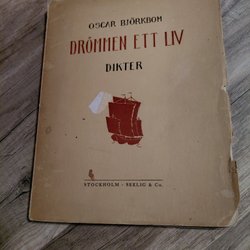 OSCAR BJÖRKBOM
DRÖMMEN ETT LIV
DIKTER
STOCKHOLM - SEELIG & Co.